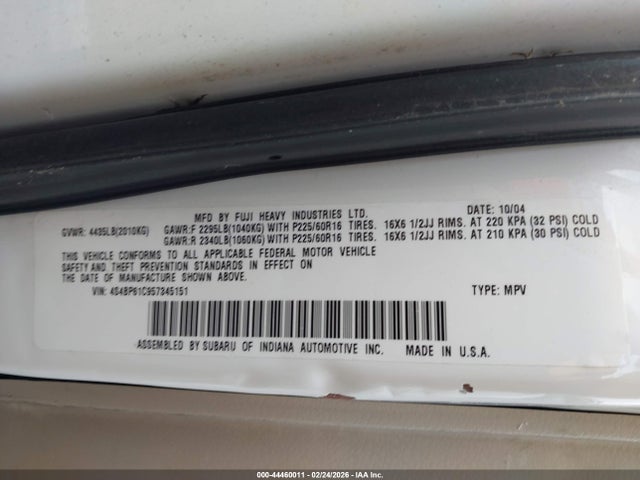 MFD BY FUJI HEAVY INDUSTRIES LTD. DATE: 10/04
GVWR: 4435LB(2010KG) GAWR:F 2295LB(1040KG) WITH P225/60R16 TIRES. 16X6 1/2JJ RIMS. AT 220 KPA (32 PSI) COLD
GAWR:R 2340LB(1060KG) WITH P225/60R16 TIRES. 16X6 1/2JJ RIMS. AT 210 KPA (30 PSI) COLD
THIS VEHICLE CONFORMS TO ALL APPLICABLE FEDERAL MOTOR VEHICLE
SAFETY AND THEFT PREVENTION STANDARDS IN EFFECT ON
THE DATE OF MANUFACTURE SHOWN ABOVE.
VIN: 4S4BP61C957345151 TYPE: MPV
ASSEMBLED BY SUBARU OF INDIANA AUTOMOTIVE INC. MADE IN U.S.A.
000-44460011 - 02/24/2026 - IAA Inc.